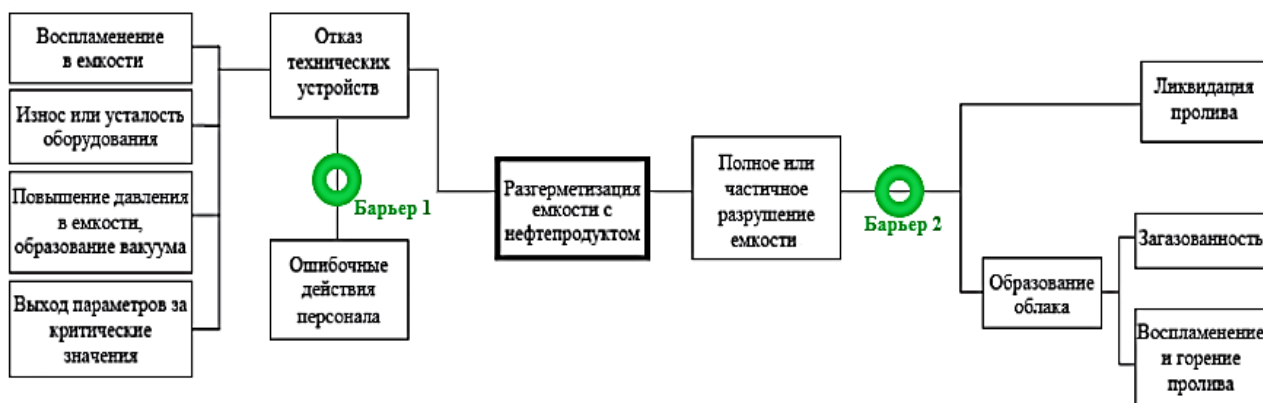 Воспламенение
в емкости
Износ или усталость
оборудования
Повышение давления
в емкости,
образование вакуума
Выход параметров за
критические
значения
Отказ
технических
устройств
Барьер 1
Ошибочные
действия
персонала
Разгерметизация
емкости с
нефтепродуктом
Полное или
частичное
разрушение
емкости
Барьер 2
Ликвидация
пролива
Образование
облака
Загазованность
Воспламенение
и горение
пролива